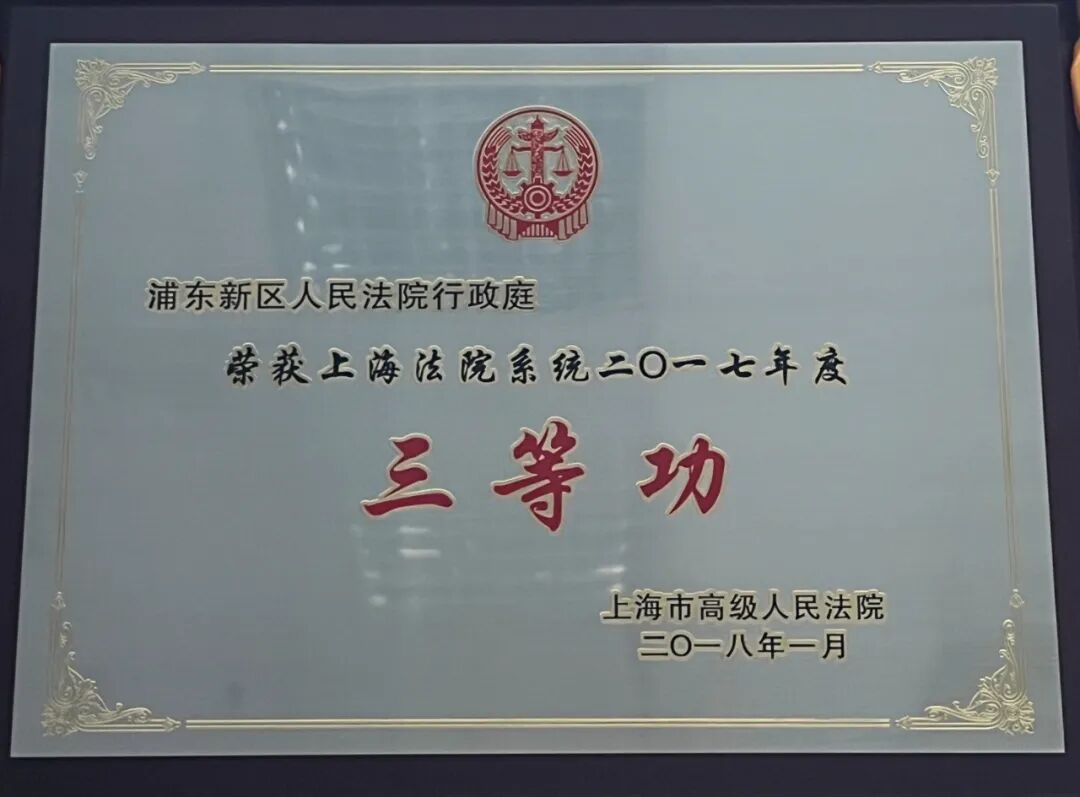 浦东新区人民法院行政庭
荣获上海法院系统二〇一七年度
三等功
上海市高级人民法院
二〇一八年一月